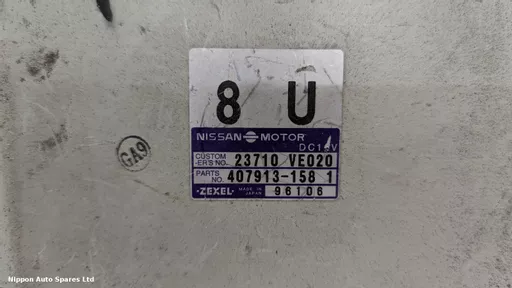 8 U
NISSAN MOTOR
DC12V
CUSTOM -ER'S NO. 23710 VE020
PARTS NO. 407913-158 1
ZEXEL MADE IN JAPAN 96106
GA9
Nippon Auto Spares Ltd